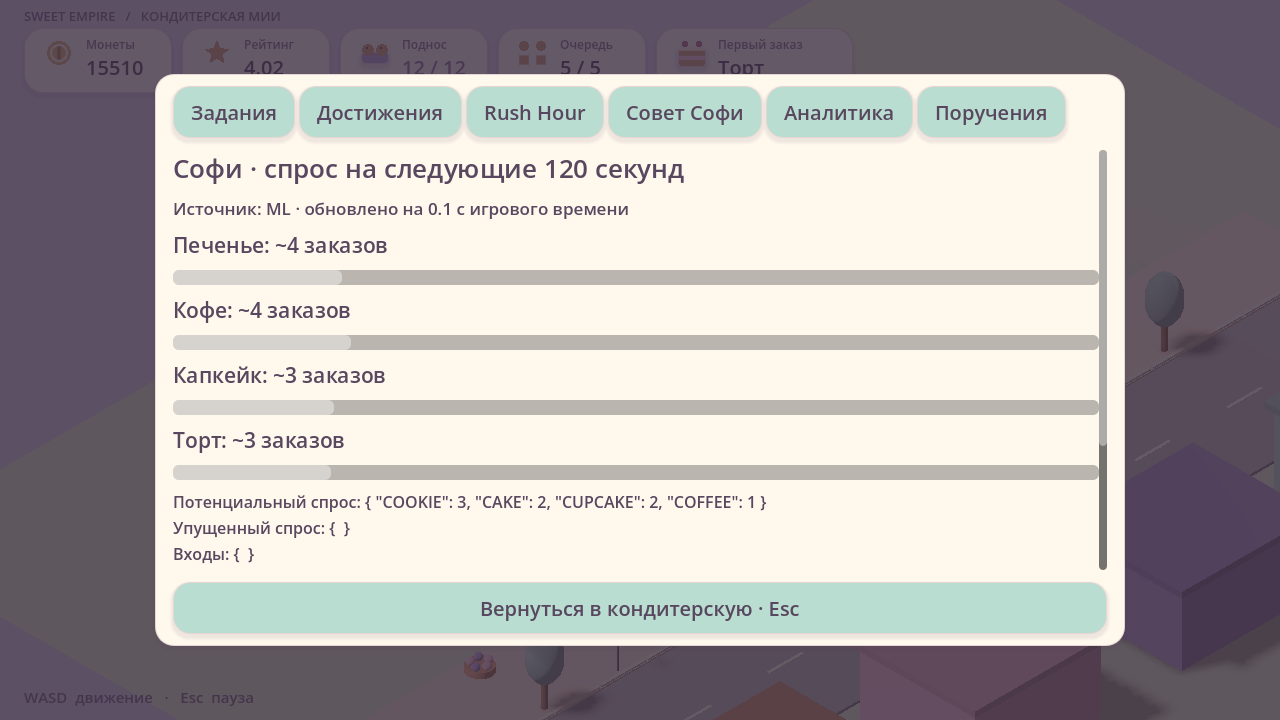 SWEET EMPIRE / КОНДИТЕРСКАЯ МИИ
Монеты
15510
Рейтинг
4.02
Поднос
12 / 12
Очередь
5 / 5
Первый заказ
Торт
Задания
Достижения
Rush Hour
Совет Софи
Аналитика
Поручения
Софи · спрос на следующие 120 секунд
Источник: ML · обновлено на 0.1 с игрового времени
Печенье: ~4 заказов
Кофе: ~4 заказов
Капкейк: ~3 заказов
Торт: ~3 заказов
Потенциальный спрос: { "COOKIE": 3, "CAKE": 2, "CUPCAKE": 2, "COFFEE": 1 }
Упущенный спрос: { }
Входы: { }
Вернуться в кондитерскую · Esc
WASD движение · Esc пауза